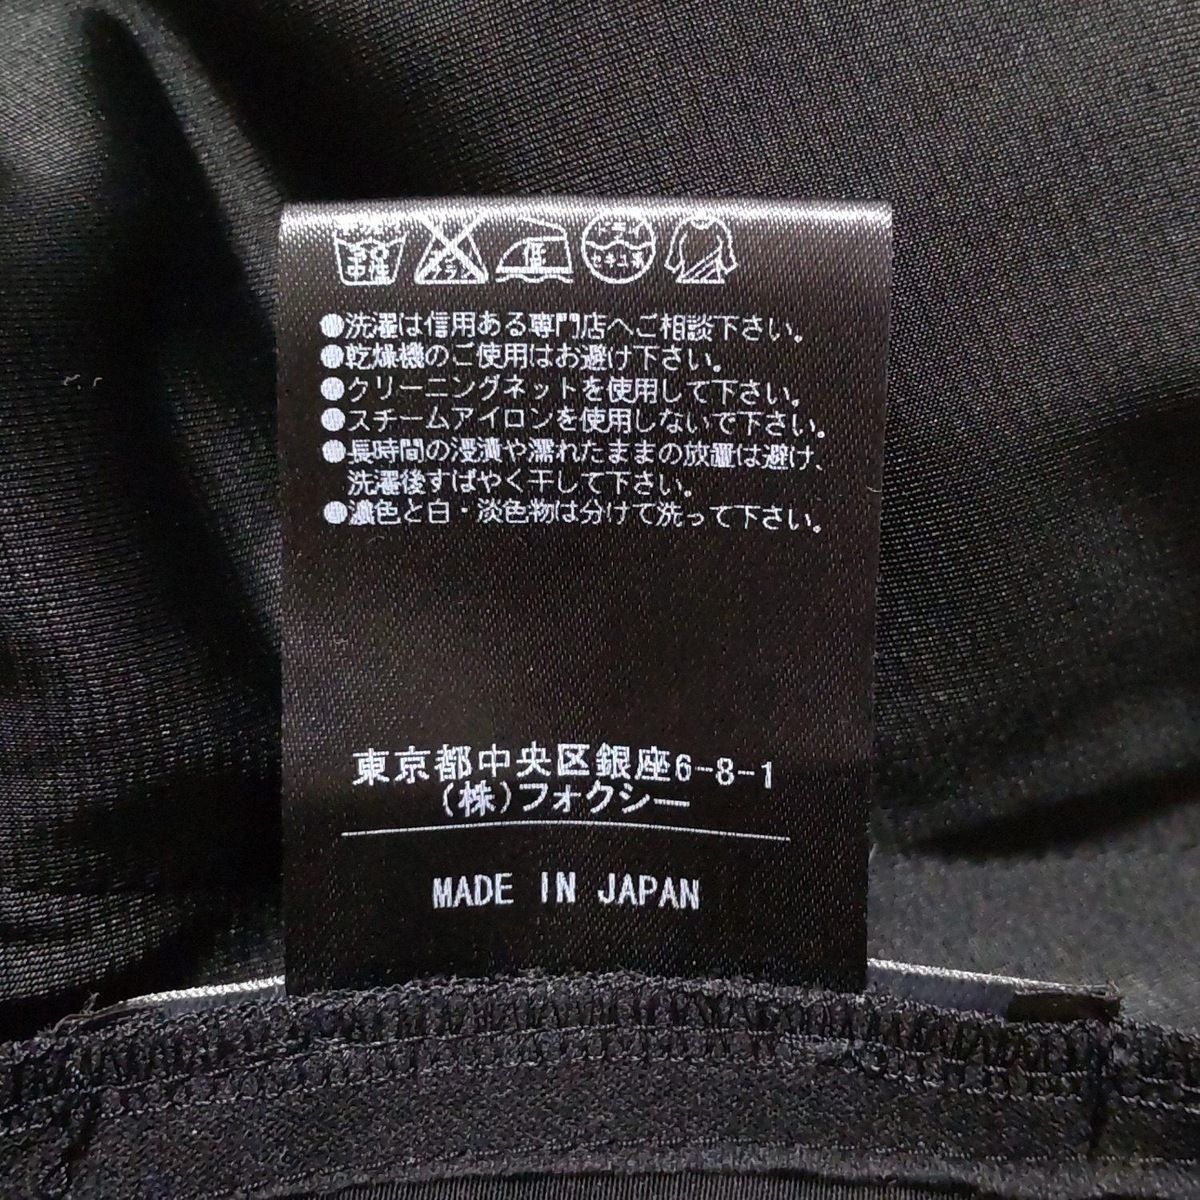 中性
低
ドライ
セキユ系
●洗濯は信用ある専門店へご相談下さい。
●乾燥機のご使用はお避け下さい。
●クリーニングネットを使用して下さい。
●スチームアイロンを使用しないで下さい。
●長時間の浸漬や濡れたままの放置は避け、
洗濯後すばやく干して下さい。
●濃色と白・淡色物は分けて洗って下さい。
東京都中央区銀座6-8-1
(株)フォクシー
MADE IN JAPAN